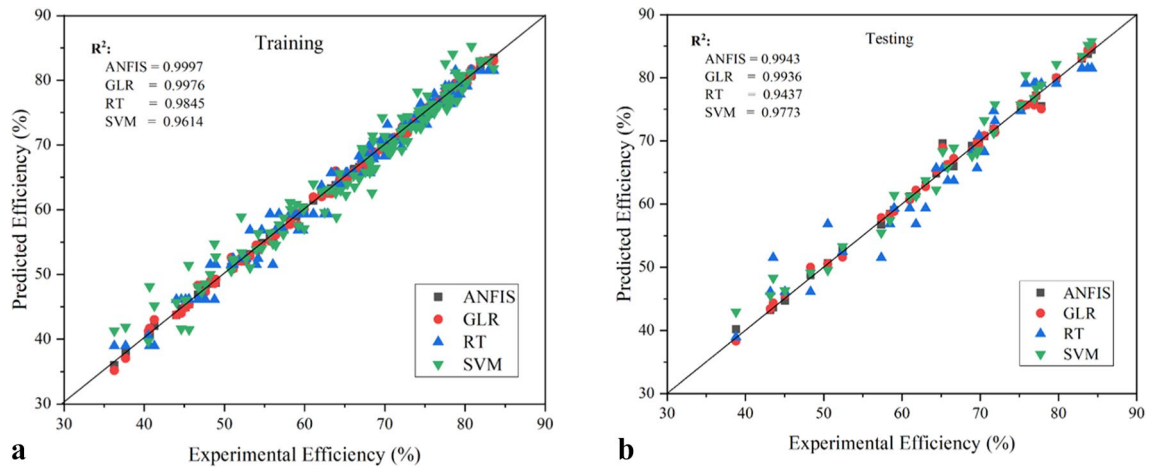 90
80
70
60
50
40
30
30
40
50
60
70
80
90
Predicted Efficiency (%)
Experimental Efficiency (%)
Training
R²:
ANFIS = 0.9997
GLR = 0.9976
RT = 0.9845
SVM = 0.9614
ANFIS
GLR
RT
SVM
a
90
80
70
60
50
40
30
30
40
50
60
70
80
90
Predicted Efficiency (%)
Experimental Efficiency (%)
Testing
R²:
ANFIS = 0.9943
GLR = 0.9936
RT = 0.9437
SVM = 0.9773
ANFIS
GLR
RT
SVM
b